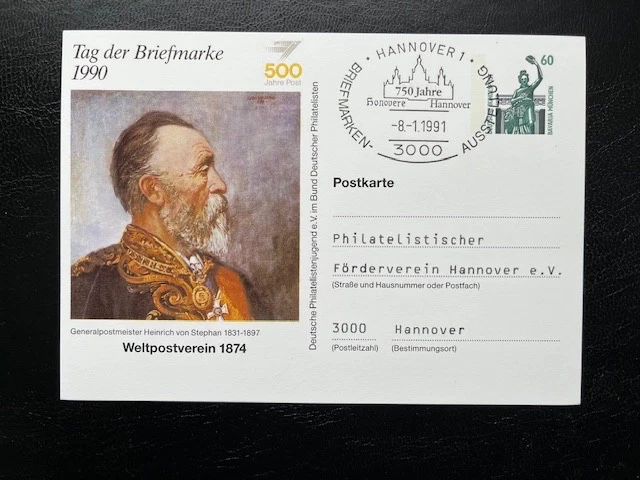 Tag der Briefmarke
1990
500
Jahre Post
Deutsche Philatelistenjugend e.V. im Bund Deutscher Philatelisten
Generalpostmeister Heinrich von Stephan 1831-1897
Weltpostverein 1874
· HANNOVER 1 ·
BRIEFMARKEN-AUSSTELLUNG
750 Jahre
Honovere Hannover
-8.-1.1991
3000
60
BAVARIA MÜNCHEN
Postkarte
Philatelistischer
Förderverein Hannover e.V.
(Straße und Hausnummer oder Postfach)
3000 Hannover
(Postleitzahl) (Bestimmungsort)